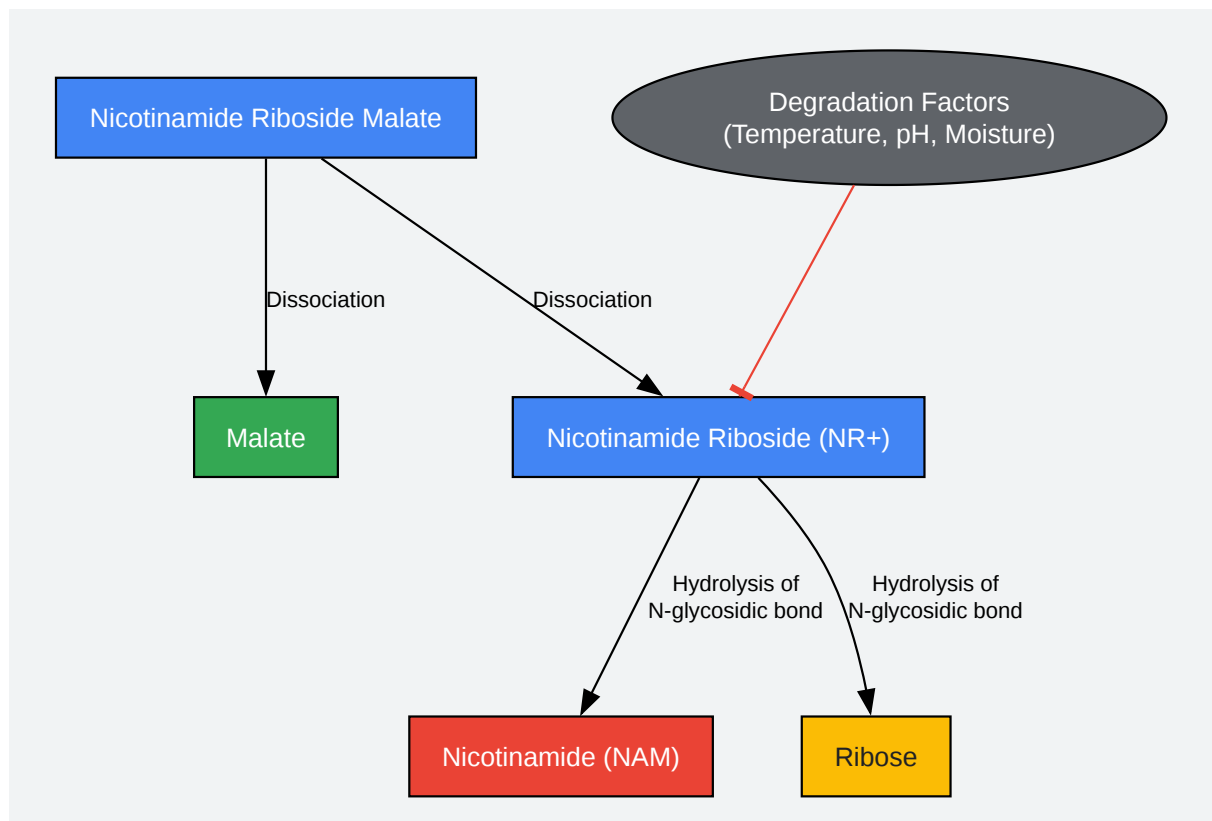 Nicotinamide Riboside Malate
Degradation Factors
(Temperature, pH, Moisture)
Dissociation
Dissociation
Malate
Nicotinamide Riboside (NR+)
Hydrolysis of
N-glycosidic bond
Hydrolysis of
N-glycosidic bond
Nicotinamide (NAM)
Ribose